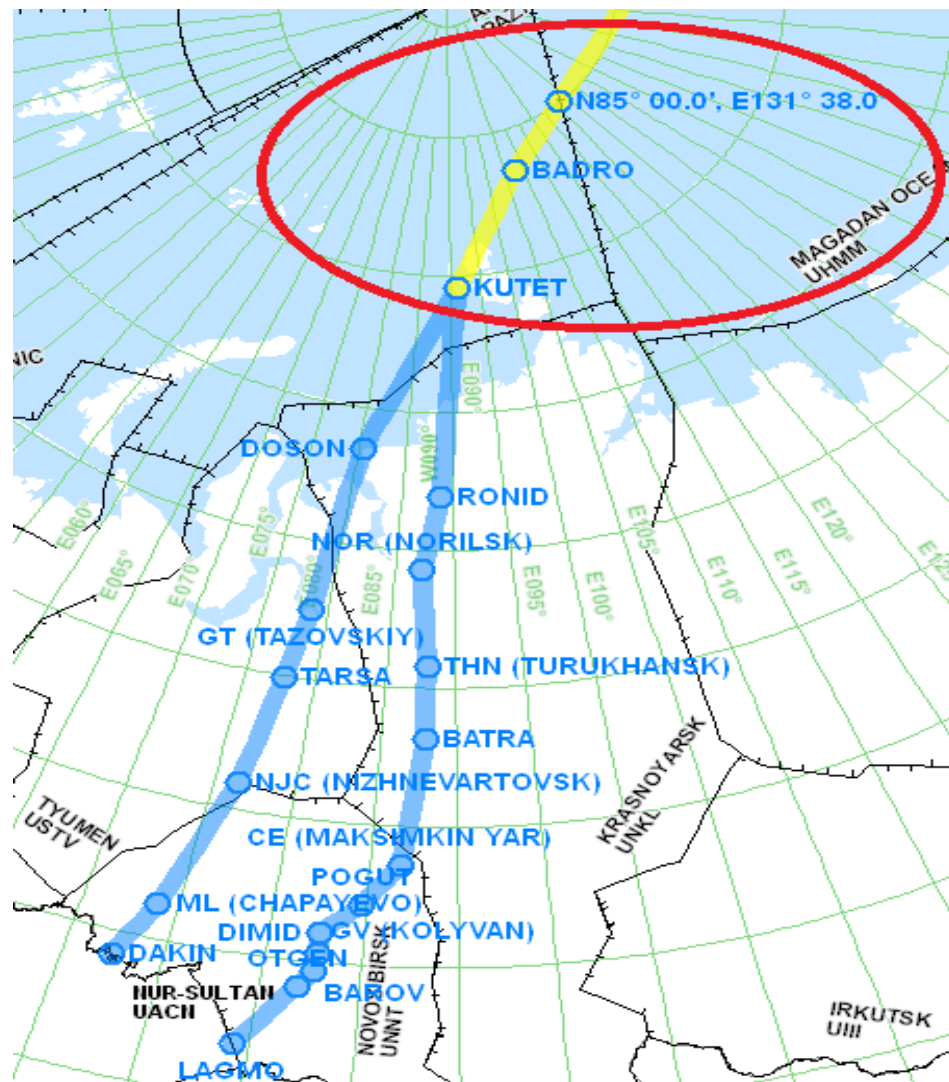 N85° 00.0', E131° 38.0
BADRO
MAGADAN OCEA
UHMM
KUTET
NIC
E090°
W090°
DOSON
RONID
E060°
E065°
E070°
E075°
E080°
E085°
E095°
E100°
E105°
E110°
E115°
E120°
NOR (NORILSK)
GT (TAZOVSKIY)
THN (TURUKHANSK)
TARSA
BATRA
NJC (NIZHNEVARTOVSK)
TYUMEN
USTV
KRASNOYARSK
UNKL
CE (MAKSIMKIN YAR)
POGUT
ML (CHAPAYEVO)
DIMID
GV (KOLYVAN)
DAKIN
OTGEN
NUR-SULTAN
UACN
BANOV
NOVOSIBIRSK
UNNT
IRKUTSK
UIII
LAGMO